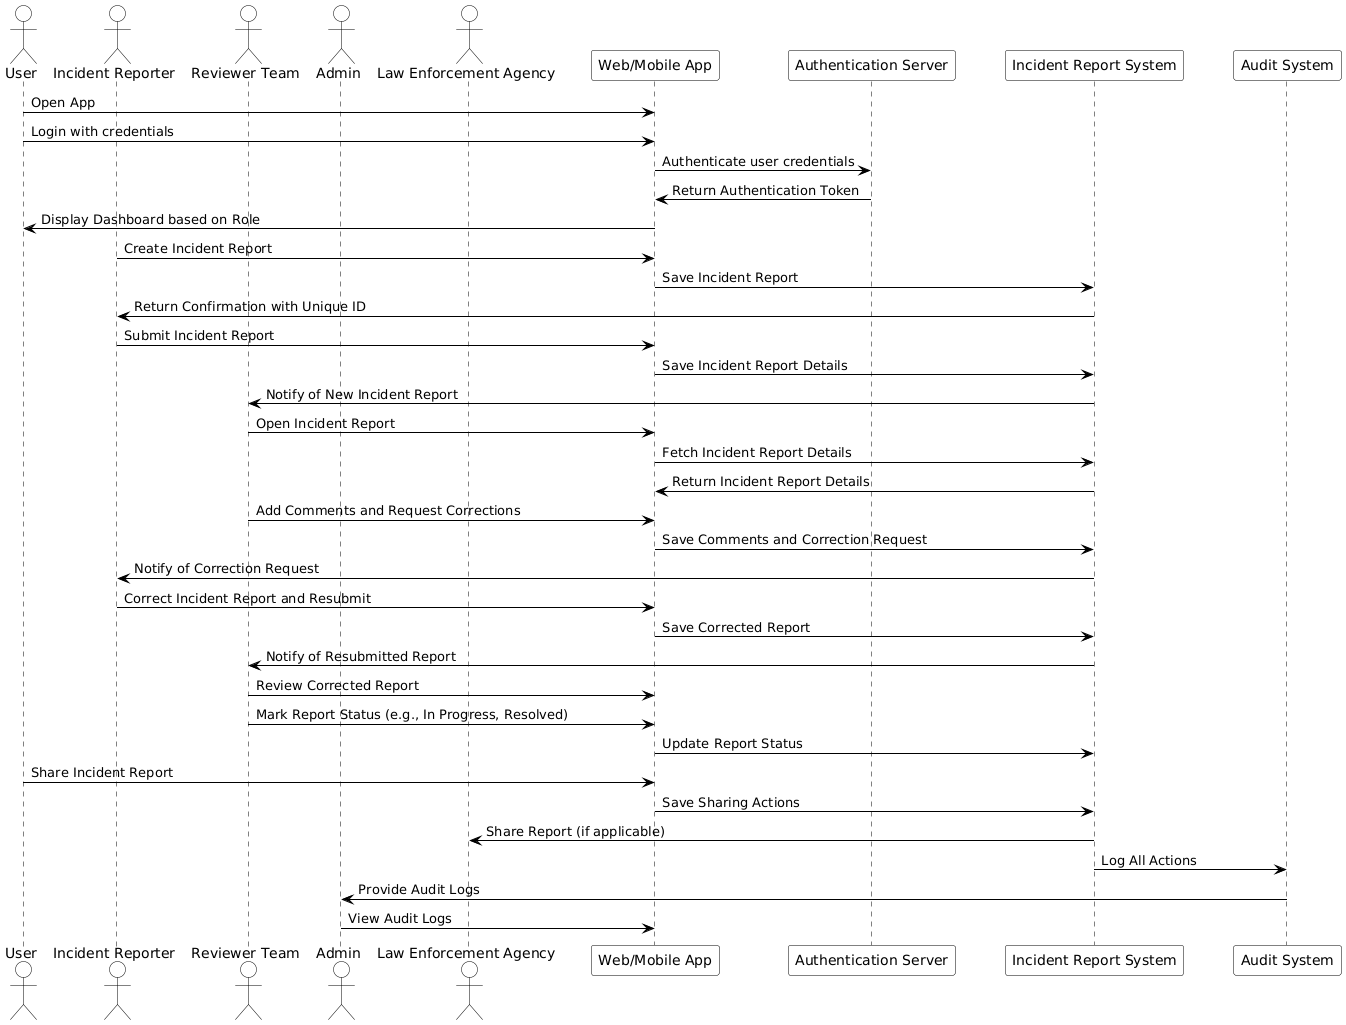 User
Incident Reporter
Reviewer Team
Admin
Law Enforcement Agency
Web/Mobile App
Authentication Server
Incident Report System
Audit System
Open App
Login with credentials
Authenticate user credentials
Return Authentication Token
Display Dashboard based on Role
Create Incident Report
Save Incident Report
Return Confirmation with Unique ID
Submit Incident Report
Save Incident Report Details
Notify of New Incident Report
Open Incident Report
Fetch Incident Report Details
Return Incident Report Details
Add Comments and Request Corrections
Save Comments and Correction Request
Notify of Correction Request
Correct Incident Report and Resubmit
Save Corrected Report
Notify of Resubmitted Report
Review Corrected Report
Mark Report Status (e.g., In Progress, Resolved)
Update Report Status
Share Incident Report
Save Sharing Actions
Share Report (if applicable)
Log All Actions
Provide Audit Logs
View Audit Logs
User
Incident Reporter
Reviewer Team
Admin
Law Enforcement Agency
Web/Mobile App
Authentication Server
Incident Report System
Audit System